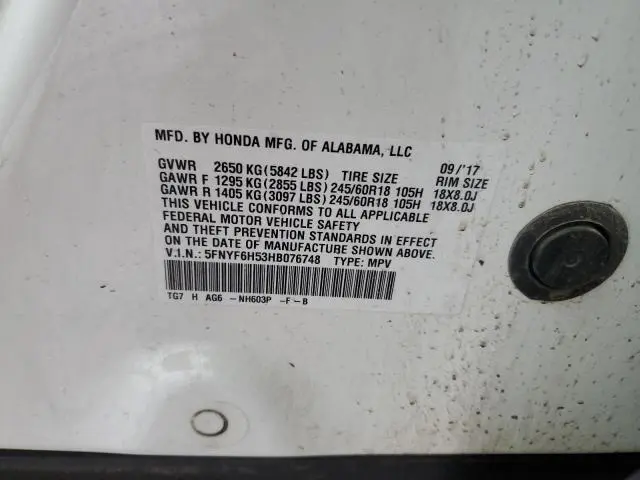 MFD. BY HONDA MFG. OF ALABAMA, LLC
09/'17
GVWR 2650 KG(5842 LBS) TIRE SIZE RIM SIZE
GAWR F 1295 KG(2855 LBS) 245/60R18 105H 18X8.0J
GAWR R 1405 KG(3097 LBS) 245/60R18 105H 18X8.0J
THIS VEHICLE CONFORMS TO ALL APPLICABLE
FEDERAL MOTOR VEHICLE SAFETY
AND THEFT PREVENTION STANDARDS IN EFFECT
ON THE DATE OF MANUFACTURE SHOWN ABOVE.
V.I.N.: 5FNYF6H53HB076748 TYPE: MPV
TG7 H AG6 -NH603P -F-B